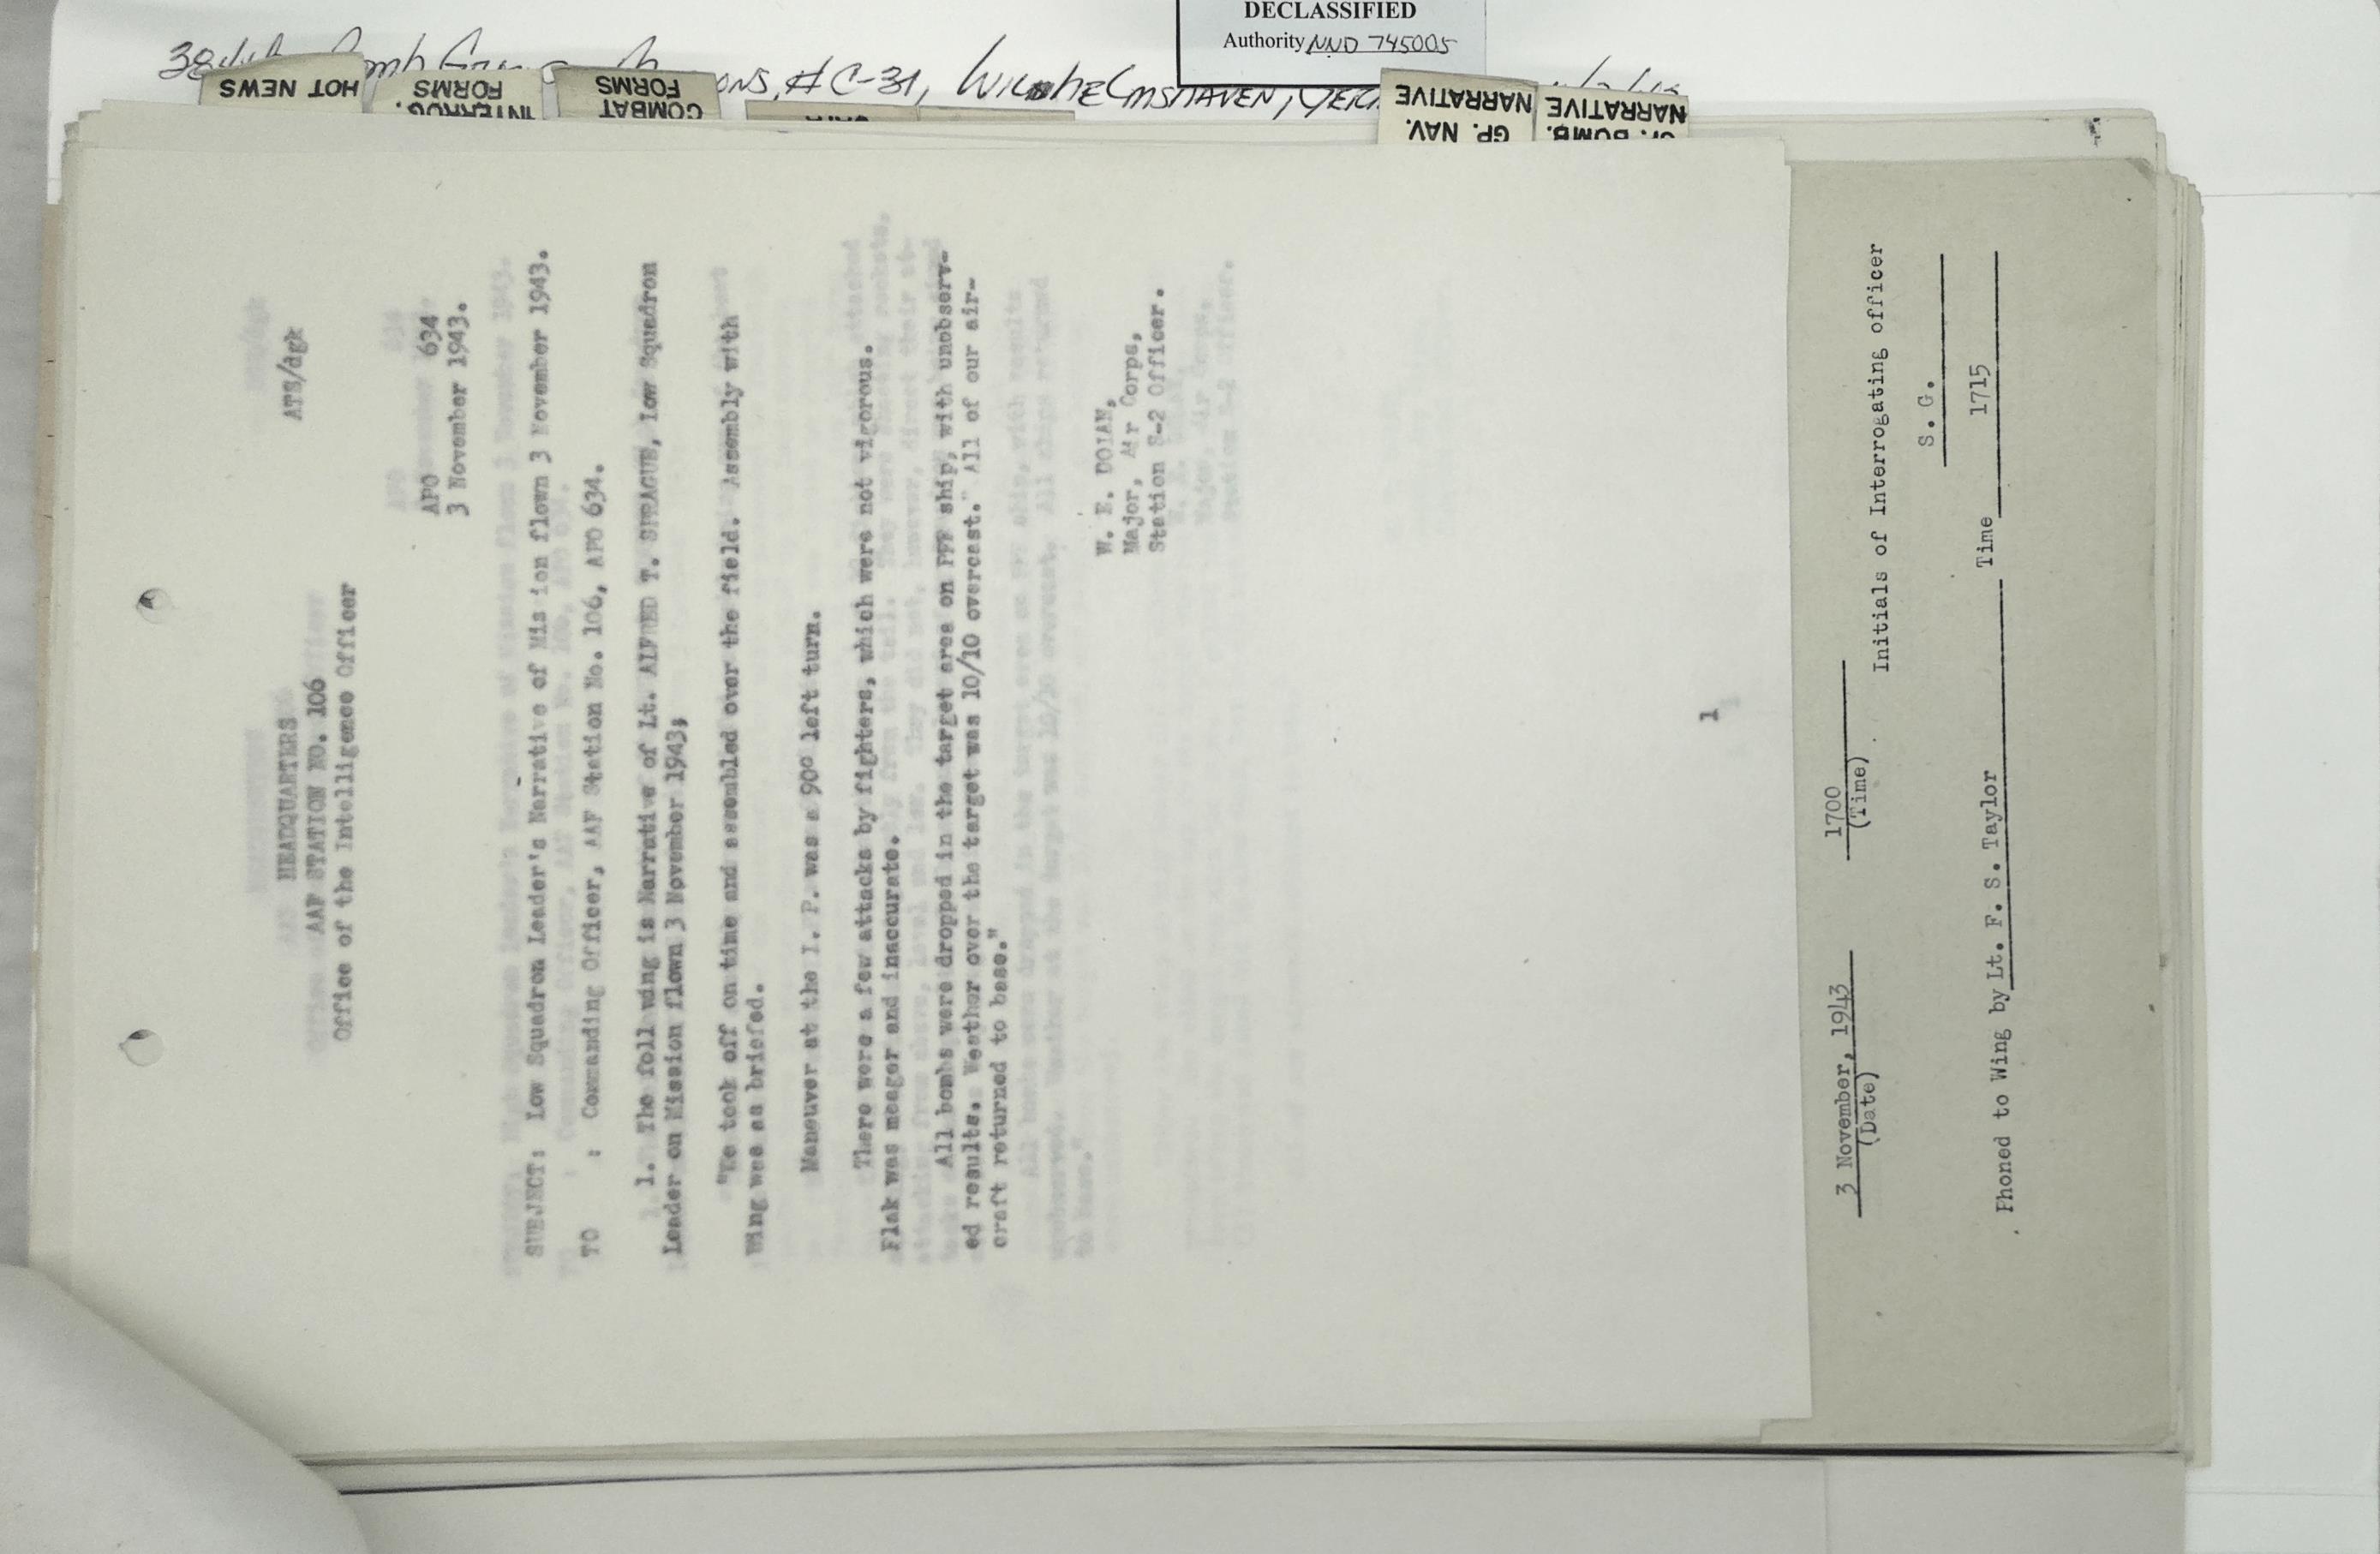 DECLASSIFIED
Authority NND 745005
ONS, # C-31, WILHELMSHAVEN, GER
HOT NEWS
INTERROG.
FORMS
COMBAT
FORMS
GP. NAV.
NARRATIVE
GP. BOMB.
NARRATIVE
ATS/dgk
HEADQUARTERS
AAF STATION NO. 106
Office of the Intelligence Officer
APO 634
3 November 1943.
SUBJECT: Low Squadron Leader's Narrative of Mis ion flown 3 November 1943.
TO : Commanding Officer, AAF Station No. 106, APO 634.
1. The foll wing is Narrative of Lt. ALFRED T. SPRAGUE, Low Squadron
Leader on Mission flown 3 November 1943;
"We took off on time and assembled over the field. Assembly with
Wing was as briefed.
Maneuver at the I. P. was a 90° left turn.
There were a few attacks by fighters, which were not vigorous.
Flak was meager and inaccurate.
All bombs were dropped in the target area on PFF ship, with unobserv-
ed results. Weather over the target was 10/10 overcast. All of our air-
craft returned to base."
W. E. DOLAN,
Major, Air Corps,
Station S-2 Officer.
1
3 November, 1943 1700
(Date) (Time)
Initials of Interrogating officer
S. G.
Phoned to Wing by Lt. F. S. Taylor Time 1715